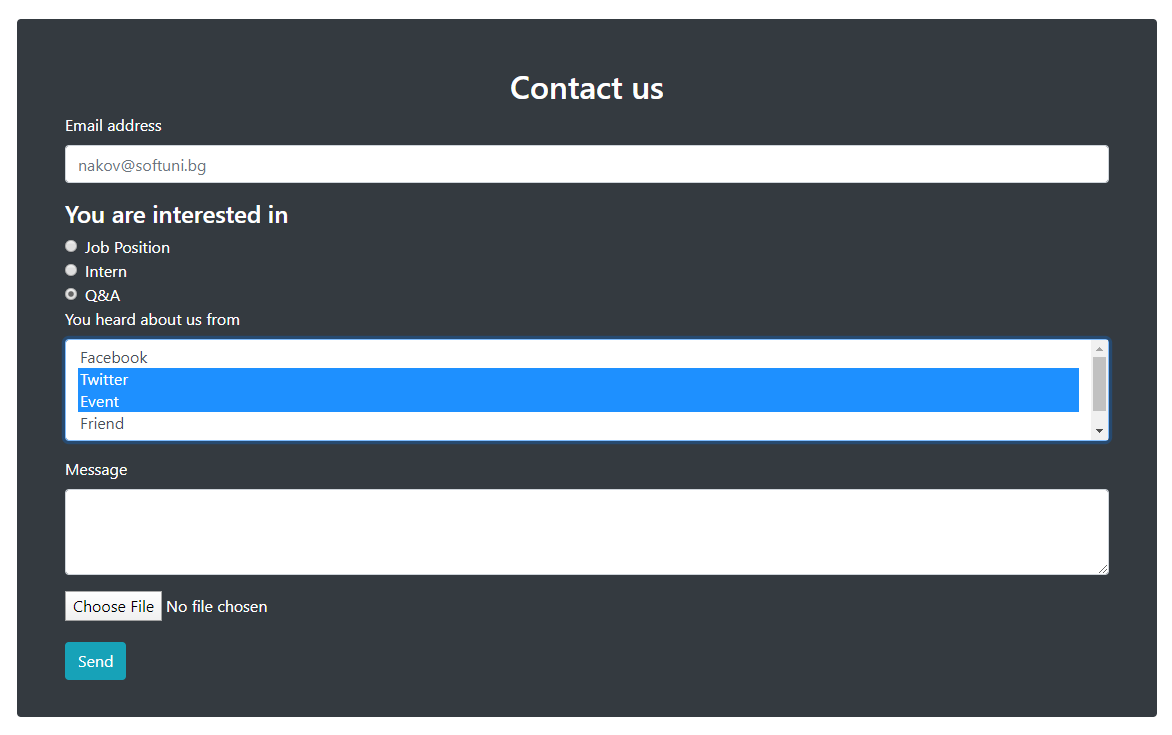 Contact us
Email address
nakov@softuni.bg
You are interested in
Job Position
Intern
Q&A
You heard about us from
Facebook
Twitter
Event
Friend
Message
Choose File No file chosen
Send